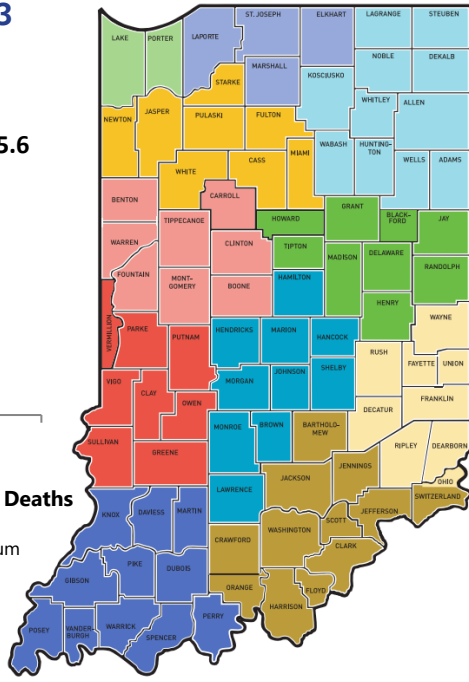 3
5.6
Deaths
um
LAKE
PORTER
LAPORTE
ST. JOSEPH
ELKHART
LAGRANGE
STEUBEN
NOBLE
DEKALB
MARSHALL
STARKE
KOSCIUSKO
WHITLEY
ALLEN
NEWTON
JASPER
PULASKI
FULTON
MIAMI
WABASH
HUNTING-
TON
WELLS
ADAMS
WHITE
CASS
BENTON
CARROLL
HOWARD
GRANT
BLACK-
FORD
JAY
WARREN
TIPPECANOE
CLINTON
TIPTON
MADISON
DELAWARE
RANDOLPH
FOUNTAIN
MONT-
GOMERY
BOONE
HAMILTON
HENRY
WAYNE
VERMILLION
PARKE
PUTNAM
HENDRICKS
MARION
HANCOCK
RUSH
FAYETTE
UNION
VIGO
CLAY
OWEN
MORGAN
JOHNSON
SHELBY
DECATUR
FRANKLIN
SULLIVAN
GREENE
MONROE
BROWN
BARTHOLO-
MEW
RIPLEY
DEARBORN
OHIO
SWITZERLAND
LAWRENCE
JACKSON
JENNINGS
JEFFERSON
KNOX
DAVIESS
MARTIN
CRAWFORD
WASHINGTON
SCOTT
CLARK
GIBSON
PIKE
DUBOIS
ORANGE
HARRISON
FLOYD
POSEY
VANDER-
BURGH
WARRICK
SPENCER
PERRY